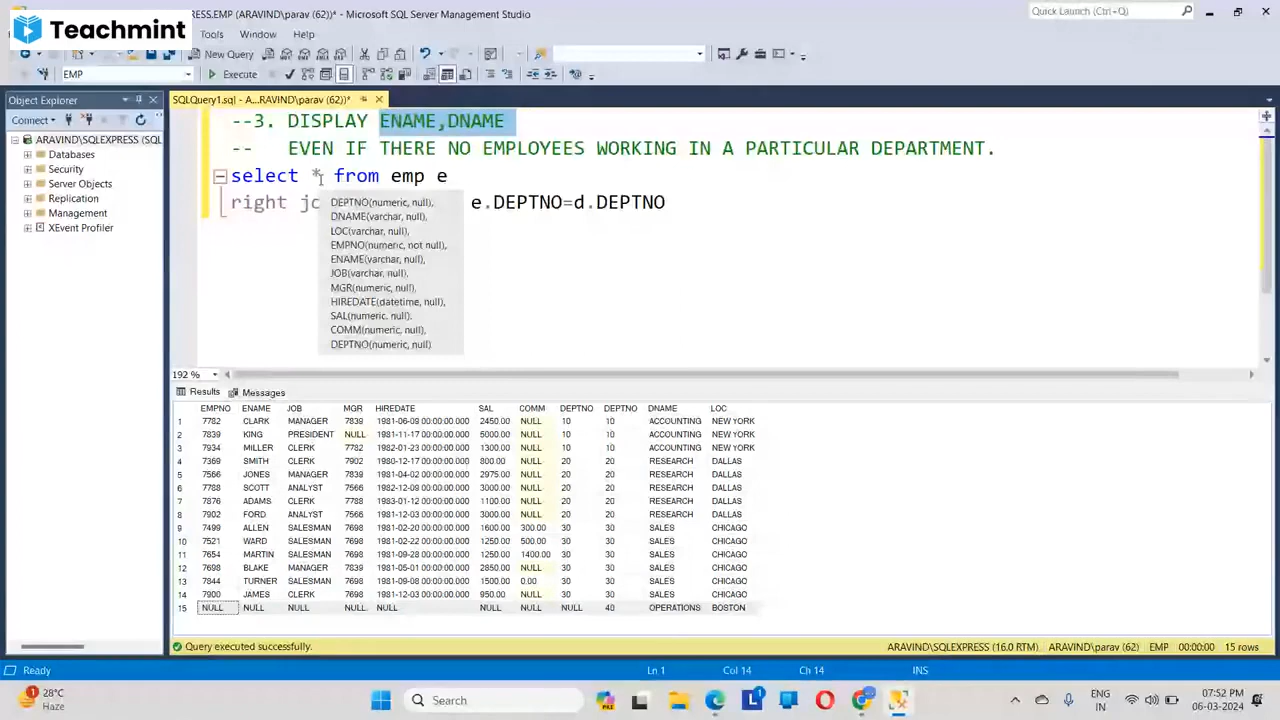 RESS.EMP (ARAVIND\parav (62))* - Microsoft SQL Server Management Studio
Quick Launch (Ctrl+Q)
Teachmint
Tools Window Help
New Query
EMP
Execute
Object Explorer
SQLQuery1.sql - A...RAVIND\parav (62))*
Connect
ARAVIND\SQLEXPRESS (SQL
Databases
Security
Server Objects
Replication
Management
XEvent Profiler
--3. DISPLAY ENAME,DNAME
-- EVEN IF THERE NO EMPLOYEES WORKING IN A PARTICULAR DEPARTMENT.
select * from emp e
right jo e.DEPTNO=d.DEPTNO
DEPTNO(numeric, null),
DNAME(varchar, null),
LOC(varchar, null),
EMPNO(numeric, not null),
ENAME(varchar, null),
JOB(varchar, null),
MGR(numeric, null),
HIREDATE(datetime, null),
SAL(numeric, null),
COMM(numeric, null),
DEPTNO(numeric, null)
192 %
Results Messages
EMPNO ENAME JOB MGR HIREDATE SAL COMM DEPTNO DEPTNO DNAME LOC
1 7782 CLARK MANAGER 7839 1981-06-09 00:00:00.000 2450.00 NULL 10 10 ACCOUNTING NEW YORK
2 7839 KING PRESIDENT NULL 1981-11-17 00:00:00.000 5000.00 NULL 10 10 ACCOUNTING NEW YORK
3 7934 MILLER CLERK 7782 1982-01-23 00:00:00.000 1300.00 NULL 10 10 ACCOUNTING NEW YORK
4 7369 SMITH CLERK 7902 1980-12-17 00:00:00.000 800.00 NULL 20 20 RESEARCH DALLAS
5 7566 JONES MANAGER 7839 1981-04-02 00:00:00.000 2975.00 NULL 20 20 RESEARCH DALLAS
6 7788 SCOTT ANALYST 7566 1982-12-09 00:00:00.000 3000.00 NULL 20 20 RESEARCH DALLAS
7 7876 ADAMS CLERK 7788 1983-01-12 00:00:00.000 1100.00 NULL 20 20 RESEARCH DALLAS
8 7902 FORD ANALYST 7566 1981-12-03 00:00:00.000 3000.00 NULL 20 20 RESEARCH DALLAS
9 7499 ALLEN SALESMAN 7698 1981-02-20 00:00:00.000 1600.00 300.00 30 30 SALES CHICAGO
10 7521 WARD SALESMAN 7698 1981-02-22 00:00:00.000 1250.00 500.00 30 30 SALES CHICAGO
11 7654 MARTIN SALESMAN 7698 1981-09-28 00:00:00.000 1250.00 1400.00 30 30 SALES CHICAGO
12 7698 BLAKE MANAGER 7839 1981-05-01 00:00:00.000 2850.00 NULL 30 30 SALES CHICAGO
13 7844 TURNER SALESMAN 7698 1981-09-08 00:00:00.000 1500.00 0.00 30 30 SALES CHICAGO
14 7900 JAMES CLERK 7698 1981-12-03 00:00:00.000 950.00 NULL 30 30 SALES CHICAGO
15 NULL NULL NULL NULL NULL NULL NULL NULL 40 OPERATIONS BOSTON
Query executed successfully. ARAVIND\SQLEXPRESS (16.0 RTM) ARAVIND\parav (62) EMP 00:00:00 15 rows
Ready Ln 1 Col 14 Ch 14 INS
28°C
Haze
Search
ENG
IN
07:52 PM
06-03-2024